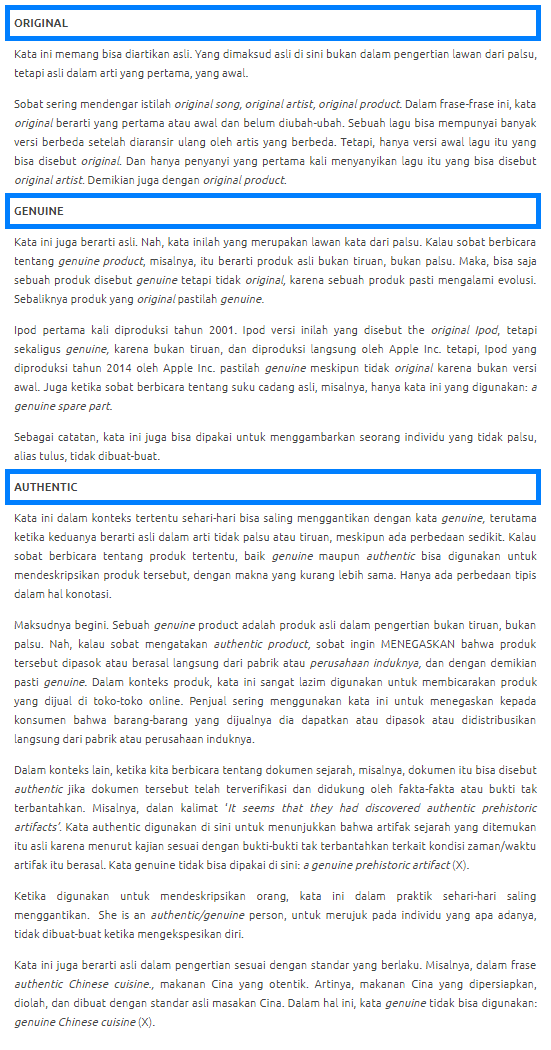 ORIGINAL
Kata ini memang bisa diartikan asli. Yang dimaksud asli di sini bukan dalam pengertian lawan dari palsu,
tetapi asli dalam arti yang pertama, yang awal.
Sobat sering mendengar istilah original song, original artist, original product. Dalam frase-frase ini, kata
original berarti yang pertama atau awal dan belum diubah-ubah. Sebuah lagu bisa mempunyai banyak
versi berbeda setelah diaransir ulang oleh artis yang berbeda. Tetapi, hanya versi awal lagu itu yang
bisa disebut original. Dan hanya penyanyi yang pertama kali menyanyikan lagu itu yang bisa disebut
original artist. Demikian juga dengan original product.
GENUINE
Kata ini juga berarti asli. Nah, kata inilah yang merupakan lawan kata dari palsu. Kalau sobat berbicara
tentang genuine product, misalnya, itu berarti produk asli bukan tiruan, bukan palsu. Maka, bisa saja
sebuah produk disebut genuine tetapi tidak original, karena sebuah produk pasti mengalami evolusi.
Sebaliknya produk yang original pastilah genuine.
Ipod pertama kali diproduksi tahun 2001. Ipod versi inilah yang disebut the original Ipod, tetapi
sekaligus genuine, karena bukan tiruan, dan diproduksi langsung oleh Apple Inc. tetapi, Ipod yang
diproduksi tahun 2014 oleh Apple Inc. pastilah genuine meskipun tidak original karena bukan versi
awal. Juga ketika sobat berbicara tentang suku cadang asli, misalnya, hanya kata ini yang digunakan: a
genuine spare part.
Sebagai catatan, kata ini juga bisa dipakai untuk menggambarkan seorang individu yang tidak palsu,
alias tulus, tidak dibuat-buat.
AUTHENTIC
Kata ini dalam konteks tertentu sehari-hari bisa saling menggantikan dengan kata genuine, terutama
ketika keduanya berarti asli dalam arti tidak palsu atau tiruan, meskipun ada perbedaan sedikit. Kalau
sobat berbicara tentang produk tertentu, baik genuine maupun authentic bisa digunakan untuk
mendeskripsikan produk tersebut, dengan makna yang kurang lebih sama. Hanya ada perbedaan tipis
dalam hal konotasi.
Maksudnya begini. Sebuah genuine product adalah produk asli dalam pengertian bukan tiruan, bukan
palsu. Nah, kalau sobat mengatakan authentic product, sobat ingin MENEGASKAN bahwa produk
tersebut dipasok atau berasal langsung dari pabrik atau perusahaan induknya, dan dengan demikian
pasti genuine. Dalam konteks produk, kata ini sangat lazim digunakan untuk membicarakan produk
yang dijual di toko-toko online. Penjual sering menggunakan kata ini untuk menegaskan kepada
konsumen bahwa barang-barang yang dijualnya dia dapatkan atau dipasok atau didistribusikan
langsung dari pabrik atau perusahaan induknya.
Dalam konteks lain, ketika kita berbicara tentang dokumen sejarah, misalnya, dokumen itu bisa disebut
authentic jika dokumen tersebut telah terverifikasi dan didukung oleh fakta-fakta atau bukti tak
terbantahkan. Misalnya, dalan kalimat 'It seems that they had discovered authentic prehistoric
artifacts'. Kata authentic digunakan di sini untuk menunjukkan bahwa artifak sejarah yang ditemukan
itu asli karena menurut kajian sesuai dengan bukti-bukti tak terbantahkan terkait kondisi zaman/waktu
artifak itu berasal. Kata genuine tidak bisa dipakai di sini: a genuine prehistoric artifact (X).
Ketika digunakan untuk mendeskripsikan orang, kata ini dalam praktik sehari-hari saling
menggantikan. She is an authentic/genuine person, untuk merujuk pada individu yang apa adanya,
tidak dibuat-buat ketika mengekspesikan diri.
Kata ini juga berarti asli dalam pengertian sesuai dengan standar yang berlaku. Misalnya, dalam frase
authentic Chinese cuisine., makanan Cina yang otentik. Artinya, makanan Cina yang dipersiapkan,
diolah, dan dibuat dengan standar asli masakan Cina. Dalam hal ini, kata genuine tidak bisa digunakan:
genuine Chinese cuisine (X).